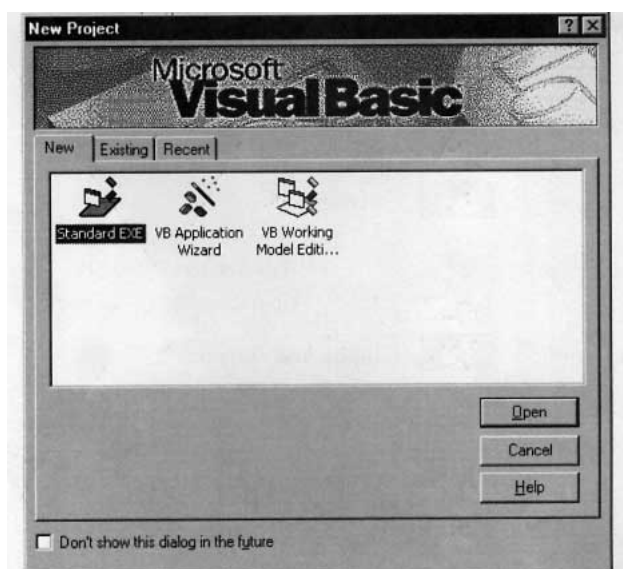 New Project
Microsoft
Visual Basic
New Existing Recent
Standard EXE VB Application Wizard VB Working Model Editi...
Open
Cancel
Help
Don't show this dialog in the future